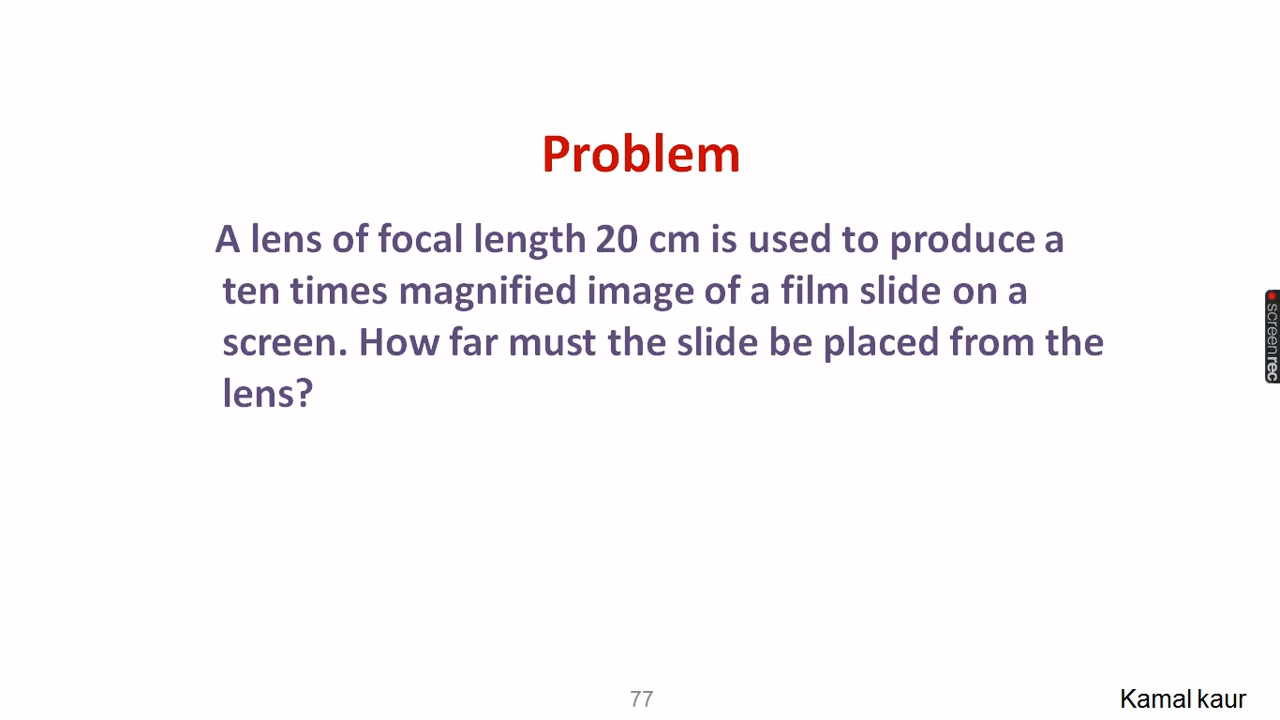 Problem
A lens of focal length 20 cm is used to produce a
ten times magnified image of a film slide on a
screen. How far must the slide be placed from the
lens?
screenrec
77
Kamal kaur